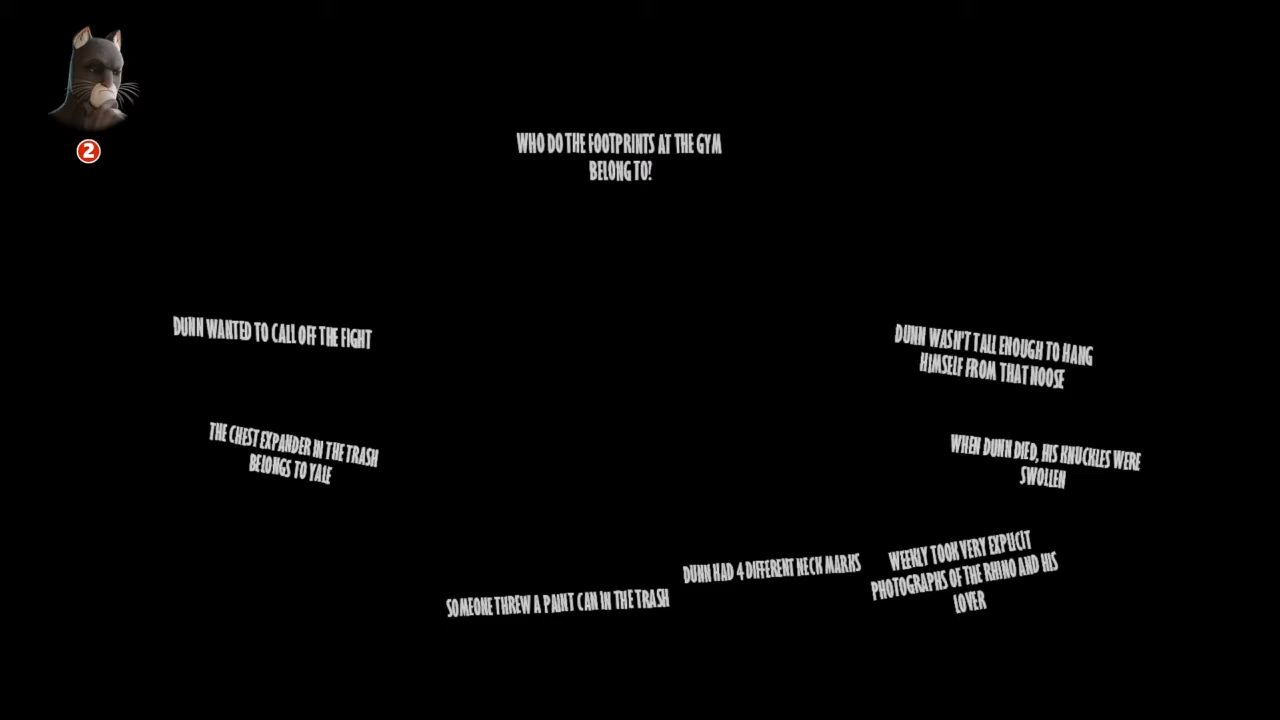 2
WHO DO THE FOOTPRINTS AT THE GYM
BELONG TO?
DUNN WANTED TO CALL OFF THE FIGHT
DUNN WASN'T TALL ENOUGH TO HANG
HIMSELF FROM THAT NOOSE
THE CHEST EXPANDER IN THE TRASH
BELONGS TO YALE
WHEN DUNN DIED, HIS KNUCKLES WERE
SWOLLEN
SOMEONE THREW A PAINT CAN IN THE TRASH
DUNN HAD 4 DIFFERENT NECK MARKS
WEEKLY TOOK VERY EXPLICIT
PHOTOGRAPHS OF THE RHINO AND HIS
LOVER